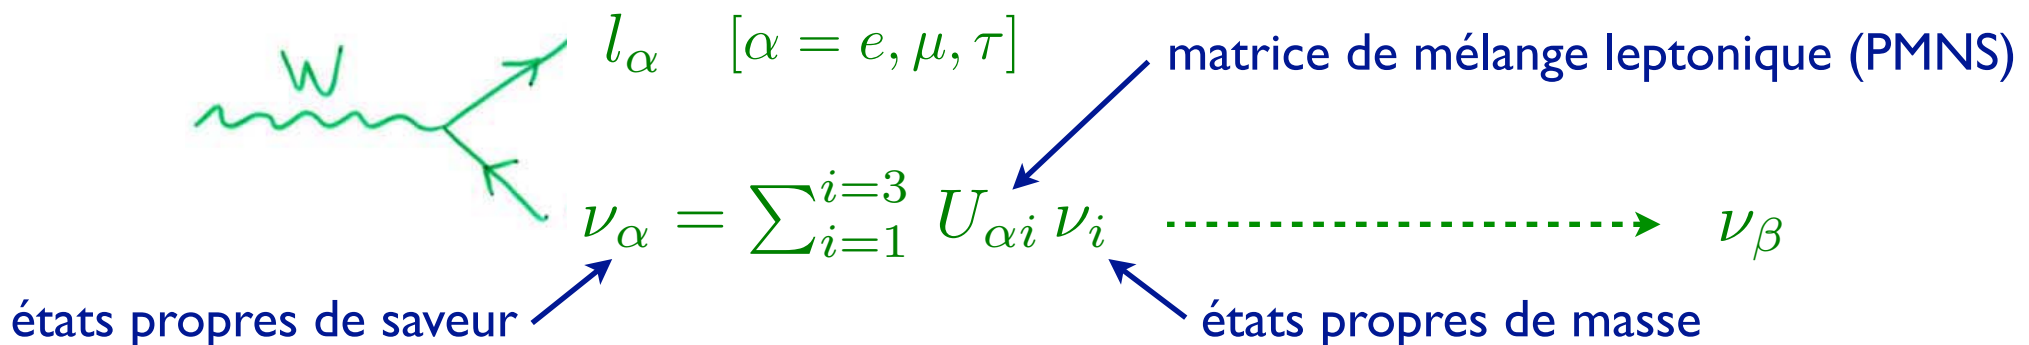 W
l_α [α = e, μ, τ]
matrice de mélange leptonique (PMNS)
ν_α = ∑_{i=1}^{i=3} U_{αi} ν_i ν_β
états propres de saveur
états propres de masse